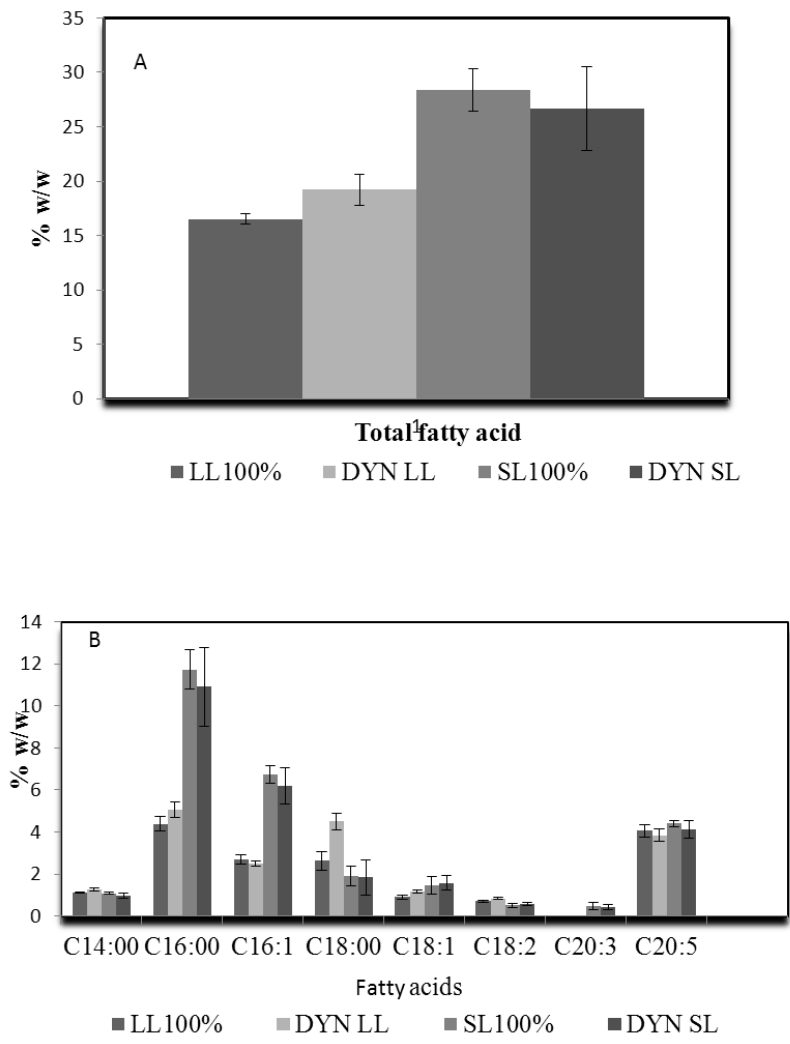 35
A
30
25
20
15
10
5
0
% w/w
1
Total fatty acid
LL100% DYN LL SL100% DYN SL
14
B
12
10
8
6
4
2
0
% w/w
C14:00 C16:00 C16:1 C18:00 C18:1 C18:2 C20:3 C20:5
Fatty acids
LL100% DYN LL SL100% DYN SL